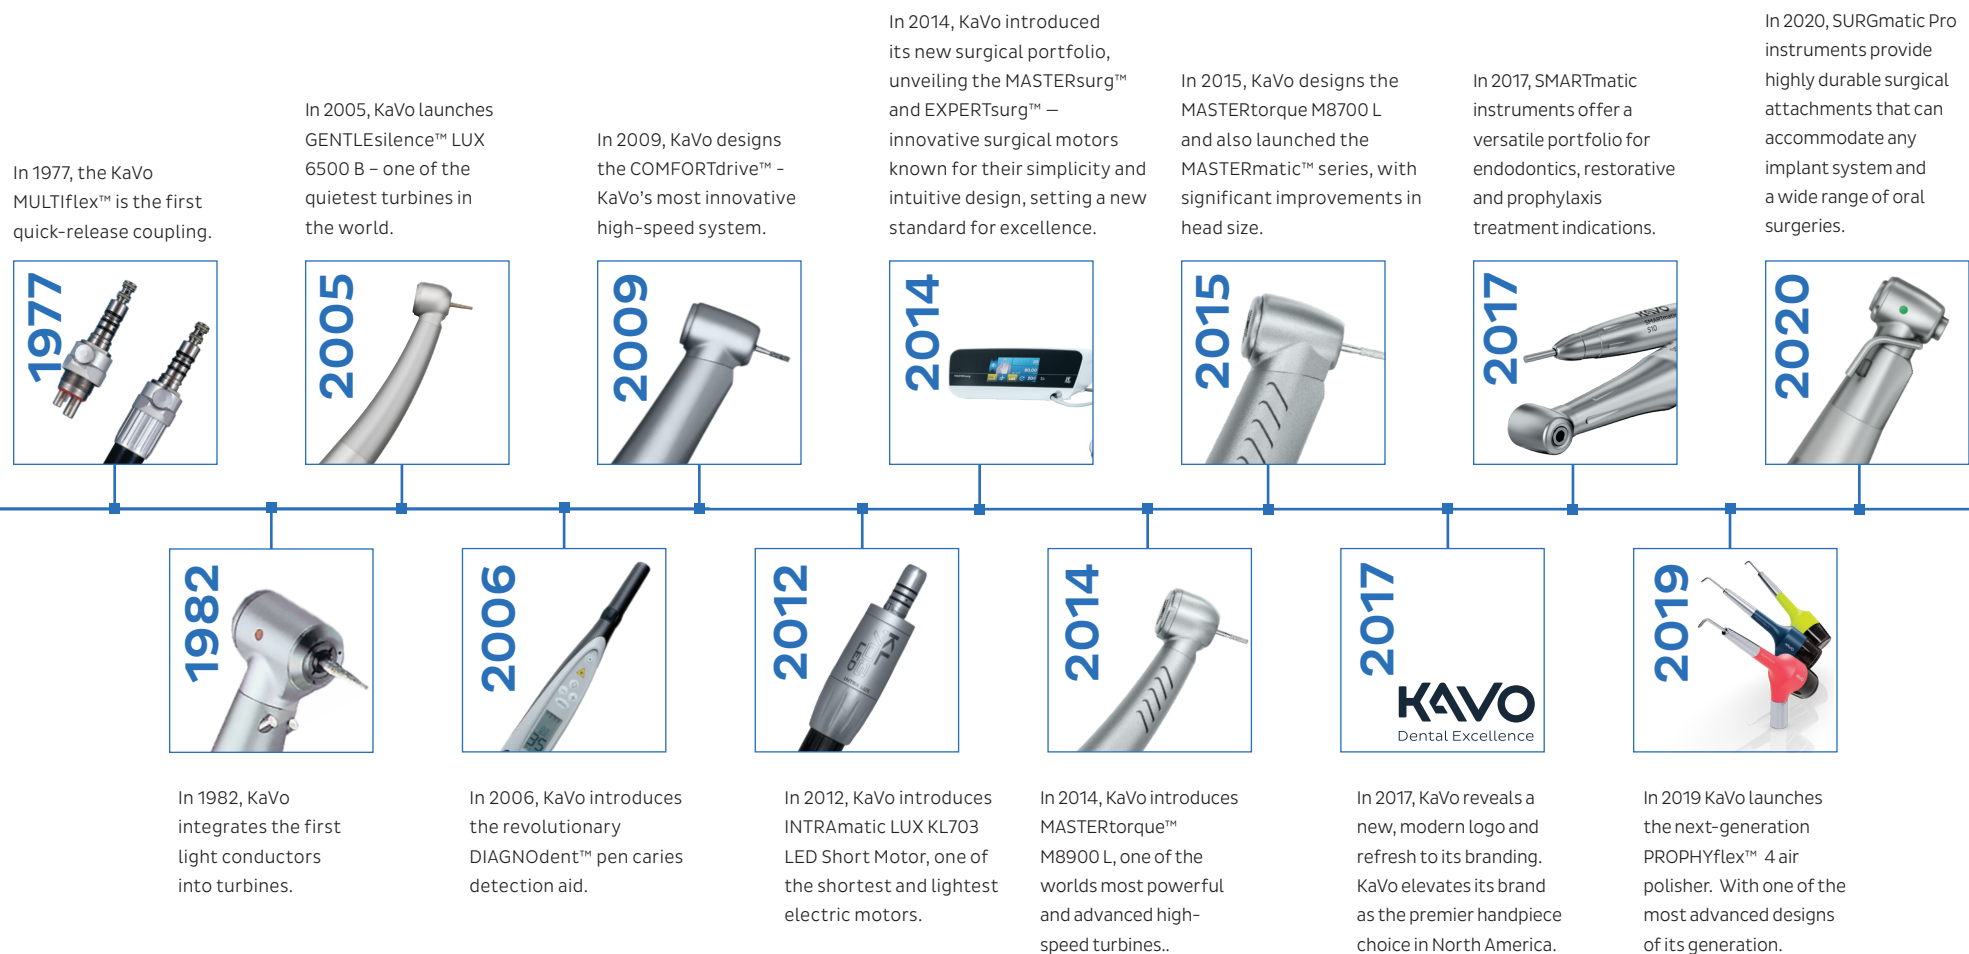 In 1977, the KaVo
MULTIflex™ is the first
quick-release coupling.
1977
In 1982, KaVo
integrates the first
light conductors
into turbines.
1982
In 2005, KaVo launches
GENTLEsilence™ LUX
6500 B – one of the
quietest turbines in
the world.
2005
In 2006, KaVo introduces
the revolutionary
DIAGNOdent™ pen caries
detection aid.
2006
In 2009, KaVo designs
the COMFORTdrive™ -
KaVo's most innovative
high-speed system.
2009
In 2012, KaVo introduces
INTRAmatic LUX KL703
LED Short Motor, one of
the shortest and lightest
electric motors.
2012
KL
703
LED
INTRA LUX
In 2014, KaVo introduced
its new surgical portfolio,
unveiling the MASTERsurg™
and EXPERTsurg™ —
innovative surgical motors
known for their simplicity and
intuitive design, setting a new
standard for excellence.
2014
In 2014, KaVo introduces
MASTERtorque™
M8900 L, one of the
worlds most powerful
and advanced high-
speed turbines..
2014
In 2015, KaVo designs the
MASTERtorque M8700 L
and also launched the
MASTERmatic™ series, with
significant improvements in
head size.
2015
In 2017, KaVo reveals a
new, modern logo and
refresh to its branding.
KaVo elevates its brand
as the premier handpiece
choice in North America.
2017
KAVO
Dental Excellence
In 2017, SMARTmatic
instruments offer a
versatile portfolio for
endodontics, restorative
and prophylaxis
treatment indications.
2017
KAVO
SMARTmatic
S10
In 2019 KaVo launches
the next-generation
PROPHYflex™ 4 air
polisher. With one of the
most advanced designs
of its generation.
2019
In 2020, SURGmatic Pro
instruments provide
highly durable surgical
attachments that can
accommodate any
implant system and
a wide range of oral
surgeries.
2020